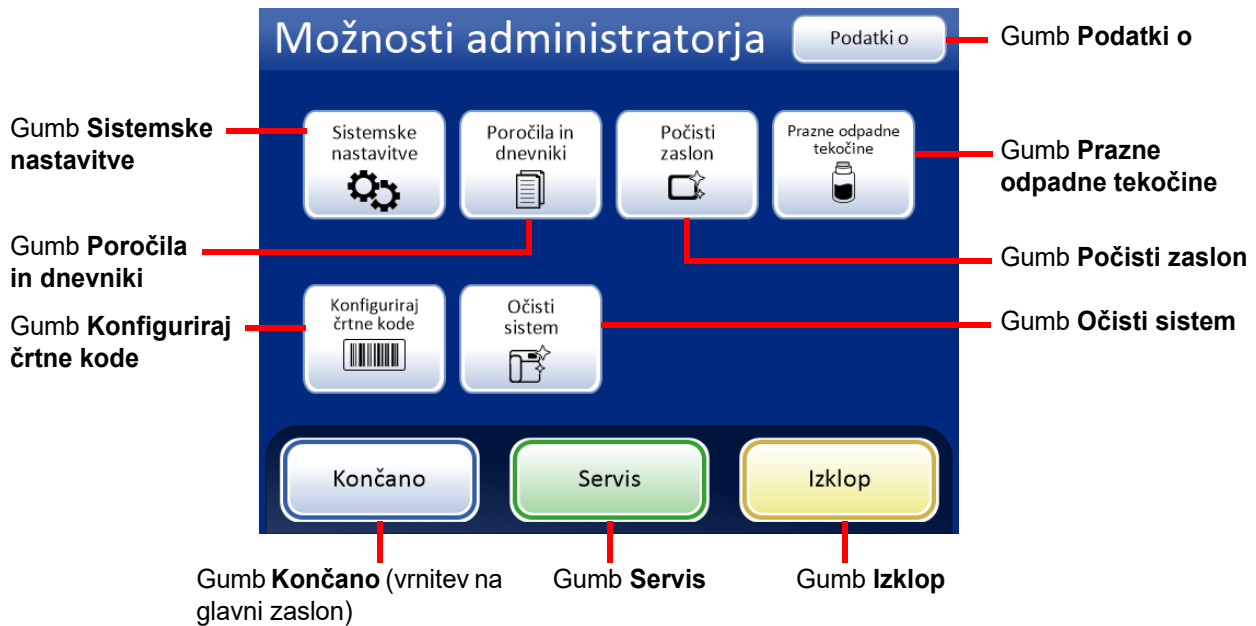 Možnosti administratorja
Podatki o
Gumb Podatki o
Gumb Sistemske
nastavitve
Sistemske
nastavitve
Poročila in
dnevniki
Počisti
zaslon
Prazne odpadne
tekočine
Gumb Prazne
odpadne tekočine
Gumb Poročila
in dnevniki
Gumb Počisti zaslon
Gumb Konfiguriraj
črtne kode
Konfiguriraj
črtne kode
Očisti
sistem
Gumb Očisti sistem
Končano
Servis
Izklop
Gumb Končano (vrnitev na
glavni zaslon)
Gumb Servis
Gumb Izklop